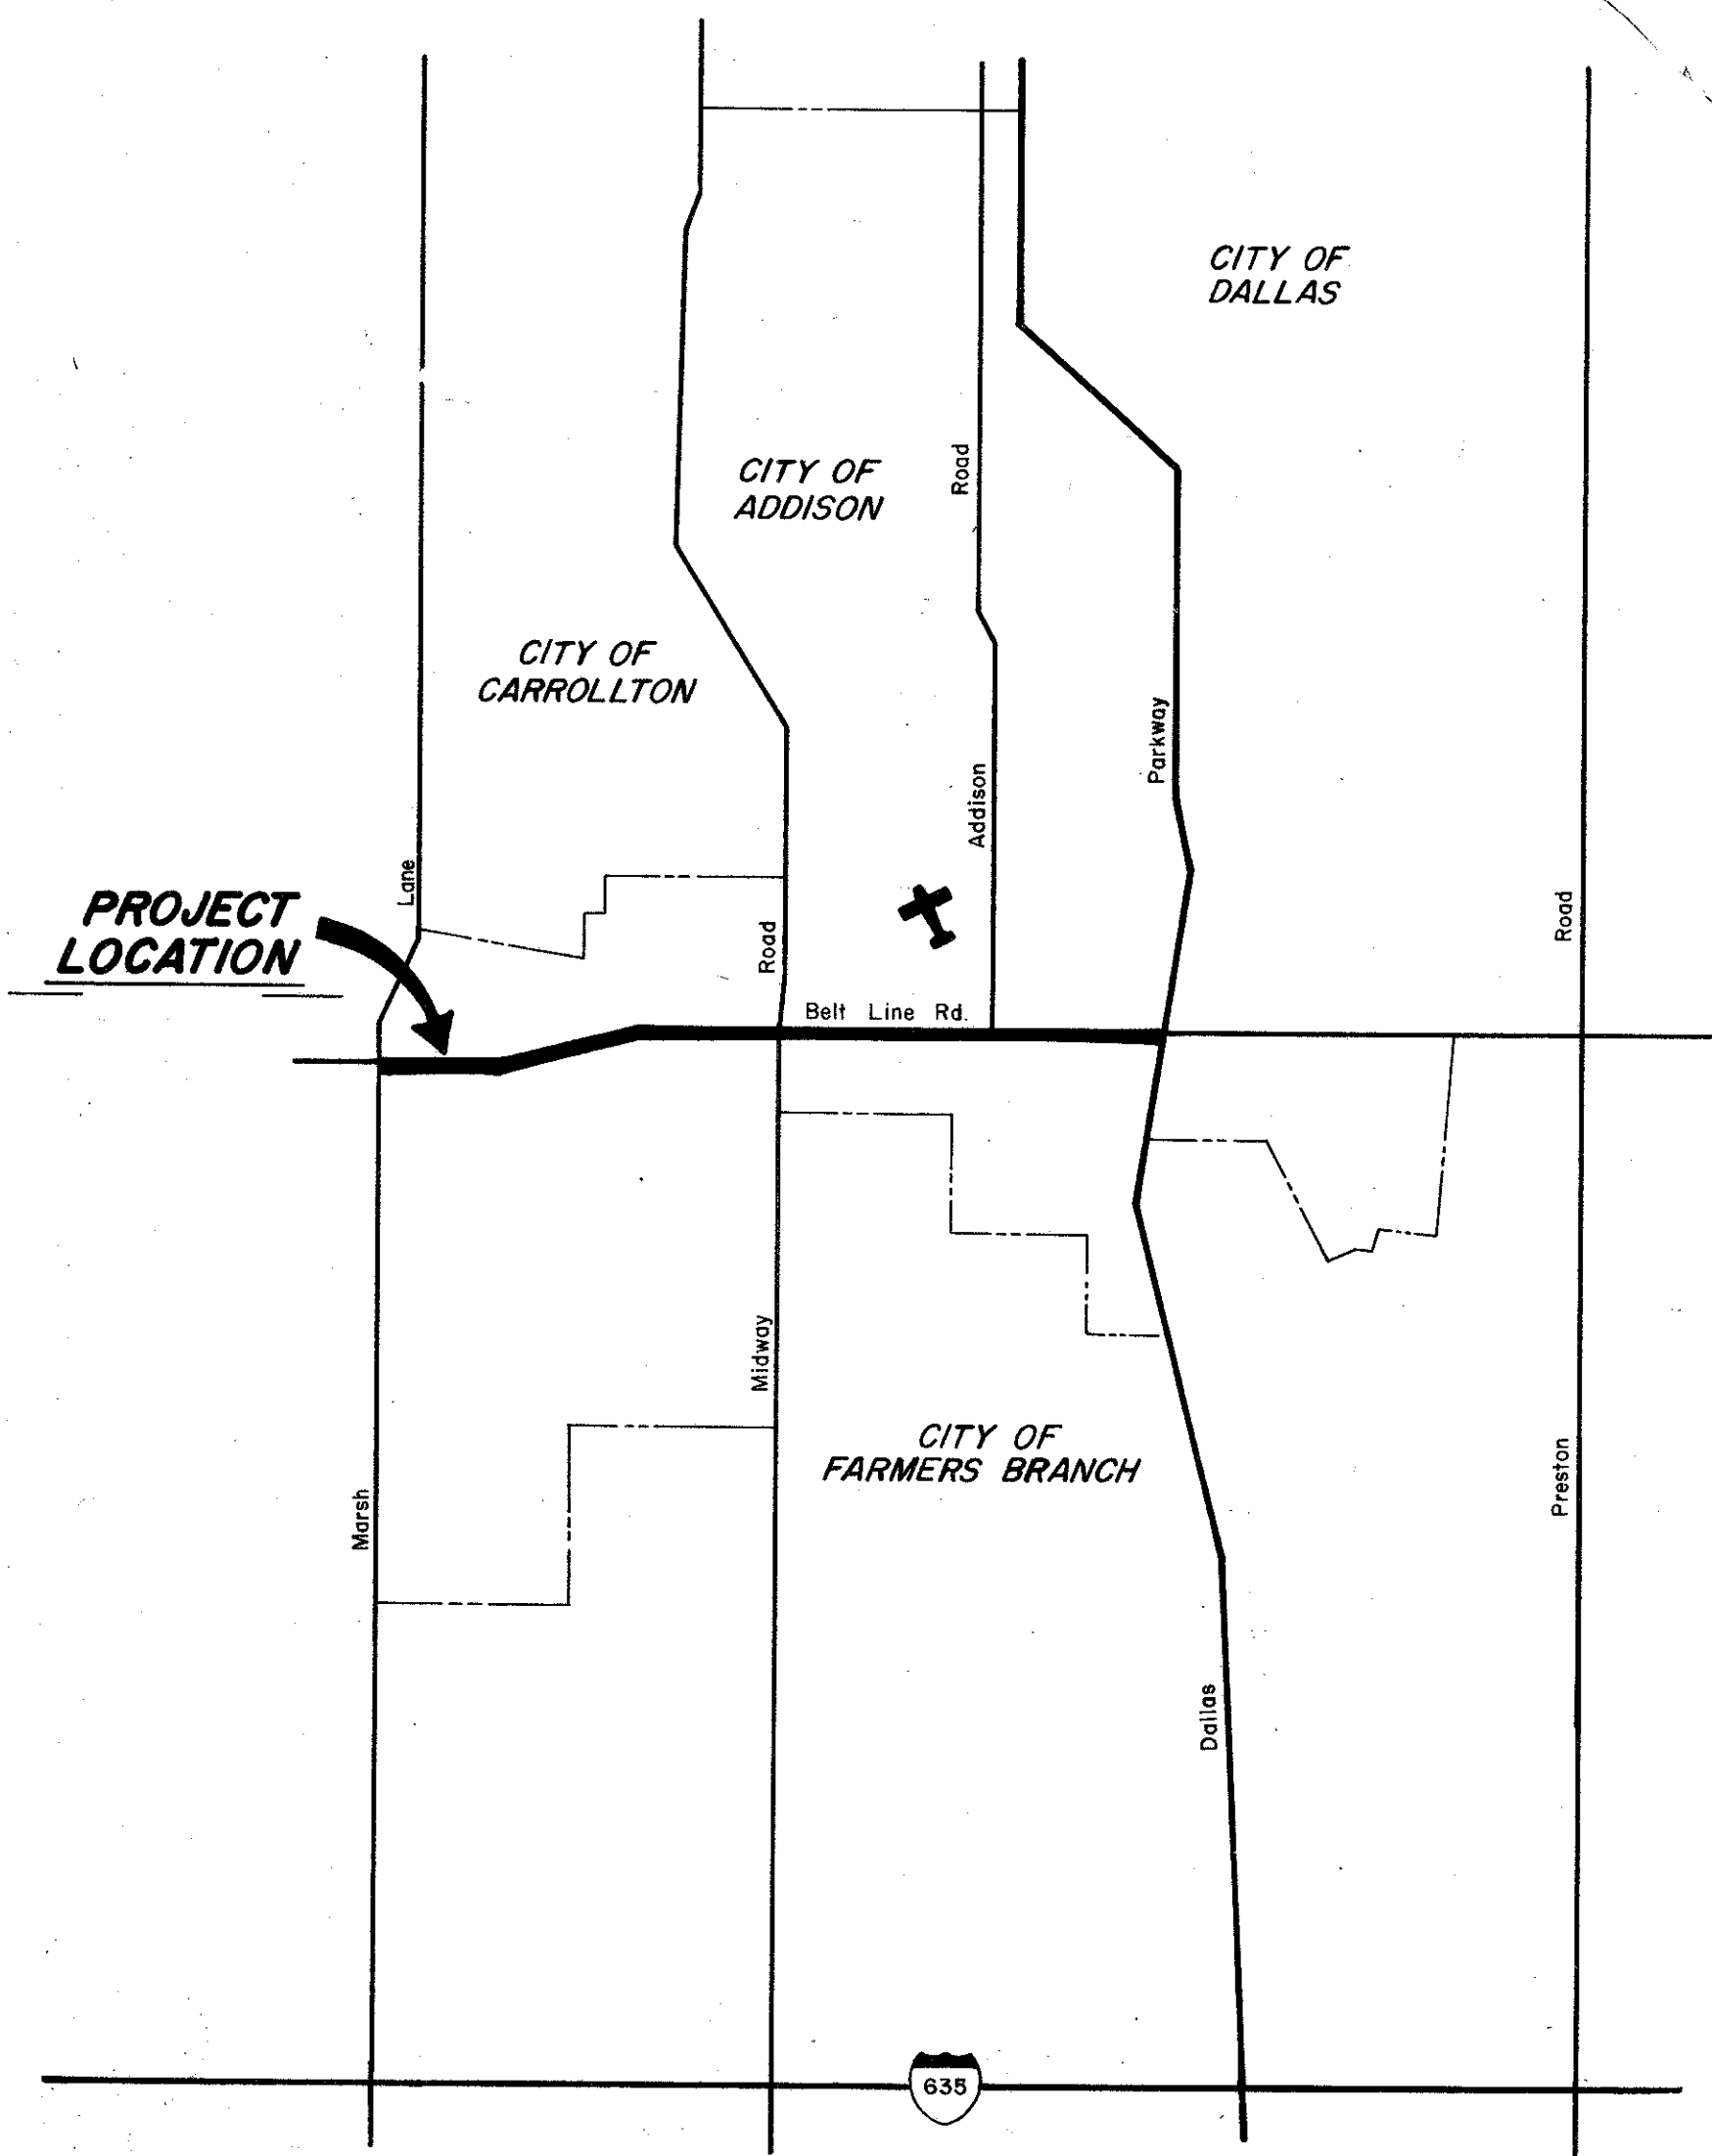 CITY OF
DALLAS
CITY OF
ADDISON
Road
CITY OF
CARROLLTON
Parkway
Addison
Lane
PROJECT
LOCATION
Road
Road
Belt Line Rd.
Midway
CITY OF
FARMERS BRANCH
Marsh
Preston
Dallas
635